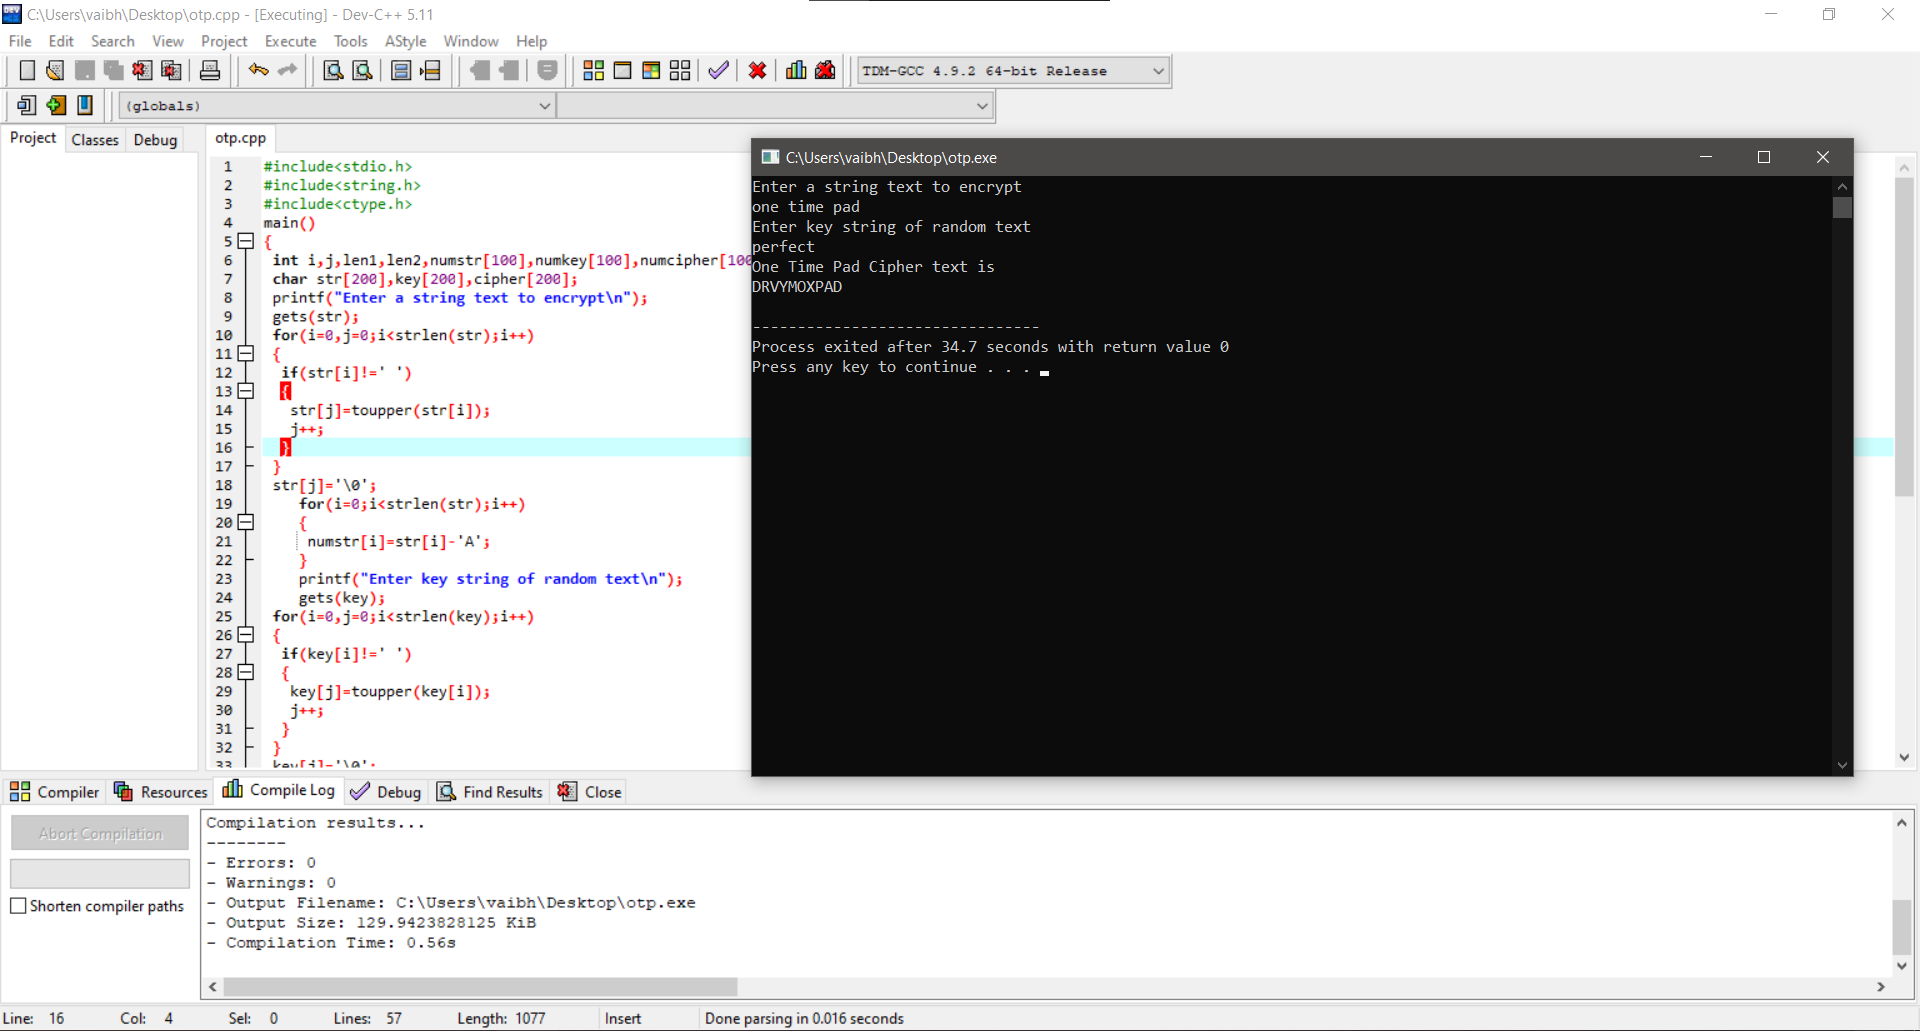 C:\Users\vaibh\Desktop\otp.cpp - [Executing] - Dev-C++ 5.11
File Edit Search View Project Execute Tools AStyle Window Help
TDM-GCC 4.9.2 64-bit Release
(globals)
Project Classes Debug
otp.cpp
1 #include<stdio.h>
2 #include<string.h>
3 #include<ctype.h>
4 main()
5 {
6 int i,j,len1,len2,numstr[100],numkey[100],numcipher[100
7 char str[200],key[200],cipher[200];
8 printf("Enter a string text to encrypt\n");
9 gets(str);
10 for(i=0,j=0;i<strlen(str);i++)
11 {
12 if(str[i]!=' ')
13 {
14 str[j]=toupper(str[i]);
15 j++;
16 }
17 }
18 str[j]='\0';
19 for(i=0;i<strlen(str);i++)
20 {
21 numstr[i]=str[i]-'A';
22 }
23 printf("Enter key string of random text\n");
24 gets(key);
25 for(i=0,j=0;i<strlen(key);i++)
26 {
27 if(key[i]!=' ')
28 {
29 key[j]=toupper(key[i]);
30 j++;
31 }
32 }
33 key[j]='\0';
C:\Users\vaibh\Desktop\otp.exe
Enter a string text to encrypt
one time pad
Enter key string of random text
perfect
One Time Pad Cipher text is
DRVYMOXPAD
--------------------------------
Process exited after 34.7 seconds with return value 0
Press any key to continue . . .
Compiler Resources Compile Log Debug Find Results Close
Abort Compilation
Shorten compiler paths
Compilation results...
--------
- Errors: 0
- Warnings: 0
- Output Filename: C:\Users\vaibh\Desktop\otp.exe
- Output Size: 129.9423828125 KiB
- Compilation Time: 0.56s
Line: 16 Col: 4 Sel: 0 Lines: 57 Length: 1077 Insert Done parsing in 0.016 seconds